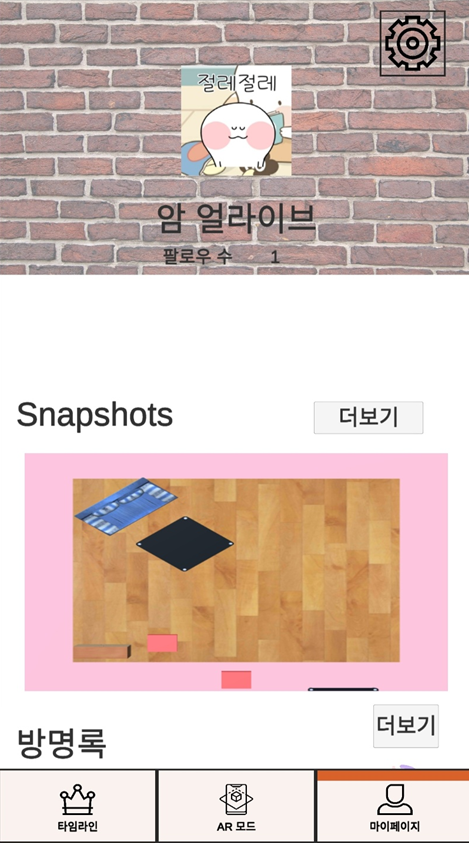 절레절레
암 얼라이브
팔로우 수 1
Snapshots 더보기
방명록 더보기
타임라인 AR 모드 마이페이지